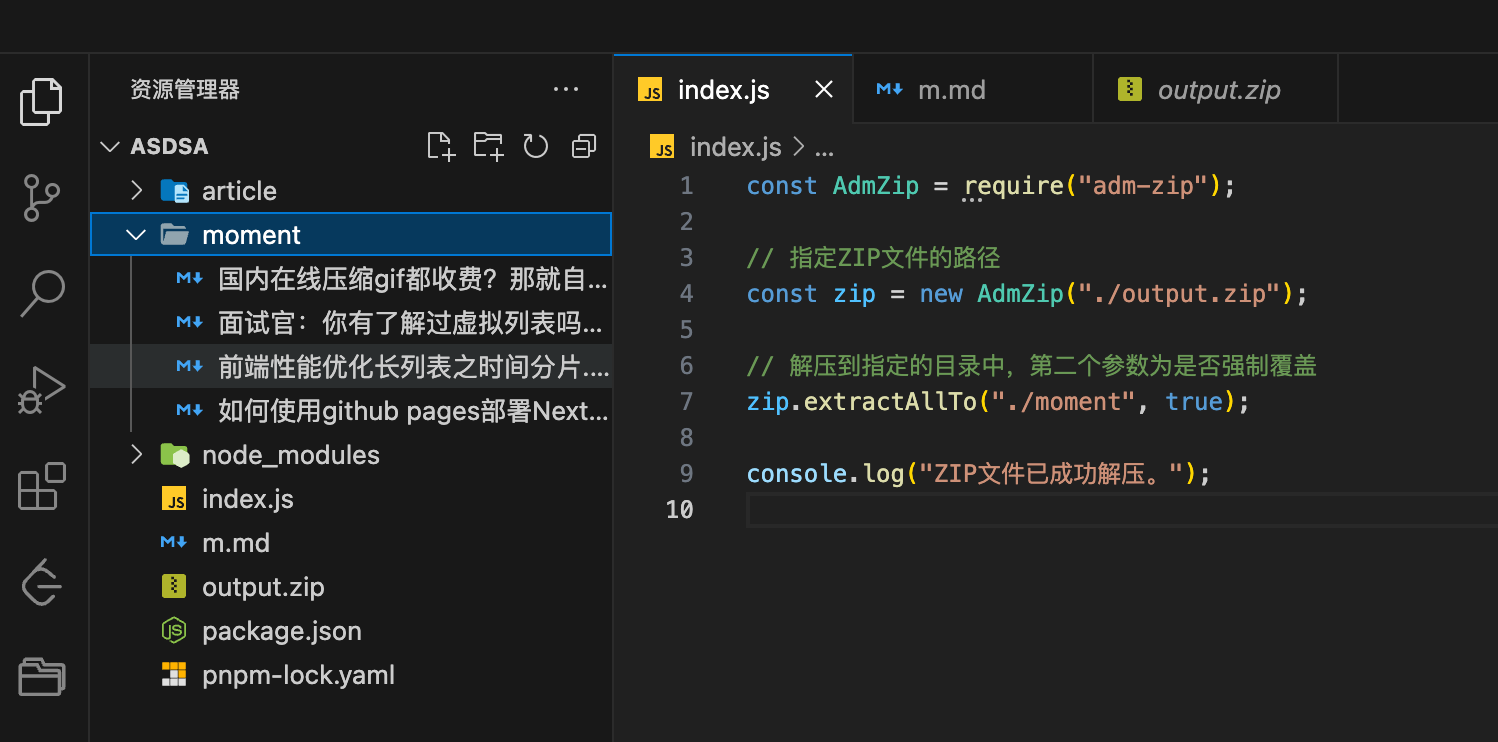 资源管理器
ASDSA
article
moment
国内在线压缩gif都收费？那就自...
面试官：你有了解过虚拟列表吗...
前端性能优化长列表之时间分片....
如何使用github pages部署Next...
node_modules
JS index.js
m.md
output.zip
JS package.json
pnpm-lock.yaml
JS index.js
m.md
output.zip
JS index.js > ...
1 const AdmZip = require("adm-zip");
2
3 // 指定ZIP文件的路径
4 const zip = new AdmZip("./output.zip");
5
6 // 解压到指定的目录中，第二个参数为是否强制覆盖
7 zip.extractAllTo("./moment", true);
8
9 console.log("ZIP文件已成功解压。");
10